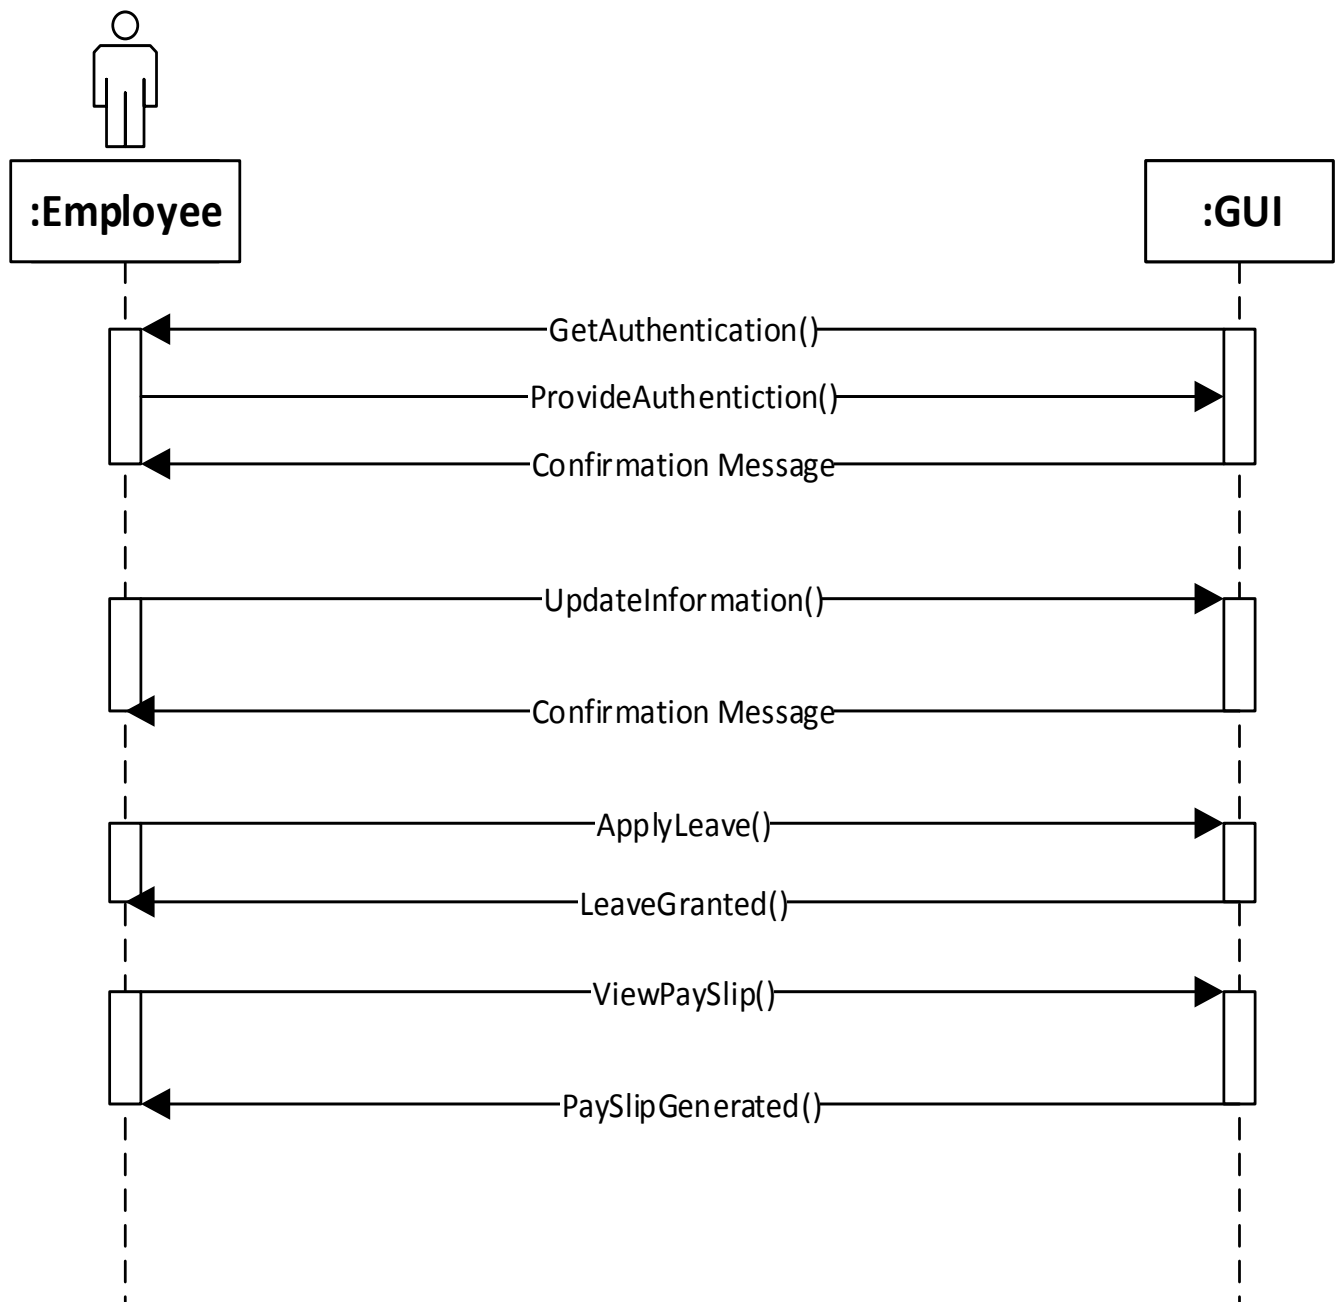 :Employee
:GUI
GetAuthentication()
ProvideAuthentiction()
Confirmation Message
UpdateInformation()
Confirmation Message
ApplyLeave()
LeaveGranted()
ViewPaySlip()
PaySlipGenerated()